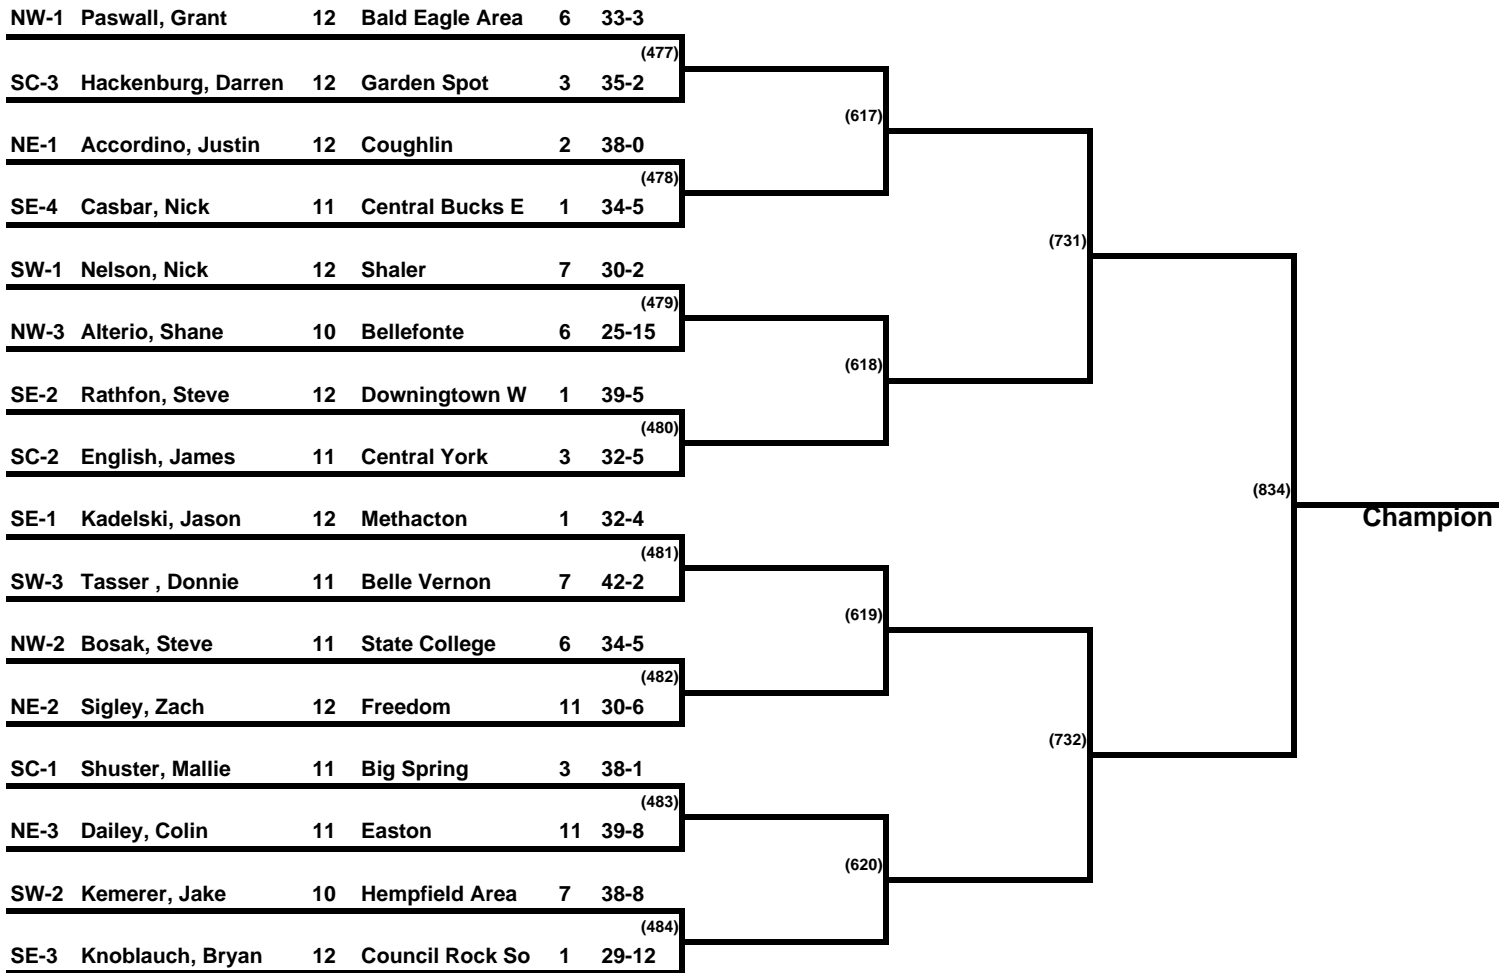 NW-1 Paswall, Grant 12 Bald Eagle Area 6 33-3
(477)
SC-3 Hackenburg, Darren 12 Garden Spot 3 35-2
(617)
NE-1 Accordino, Justin 12 Coughlin 2 38-0
(478)
SE-4 Casbar, Nick 11 Central Bucks E 1 34-5
(731)
SW-1 Nelson, Nick 12 Shaler 7 30-2
(479)
NW-3 Alterio, Shane 10 Bellefonte 6 25-15
(618)
SE-2 Rathfon, Steve 12 Downingtown W 1 39-5
(480)
SC-2 English, James 11 Central York 3 32-5
(834)
Champion
SE-1 Kadelski, Jason 12 Methacton 1 32-4
(481)
SW-3 Tasser , Donnie 11 Belle Vernon 7 42-2
(619)
NW-2 Bosak, Steve 11 State College 6 34-5
(482)
NE-2 Sigley, Zach 12 Freedom 11 30-6
(732)
SC-1 Shuster, Mallie 11 Big Spring 3 38-1
(483)
NE-3 Dailey, Colin 11 Easton 11 39-8
(620)
SW-2 Kemerer, Jake 10 Hempfield Area 7 38-8
(484)
SE-3 Knoblauch, Bryan 12 Council Rock So 1 29-12